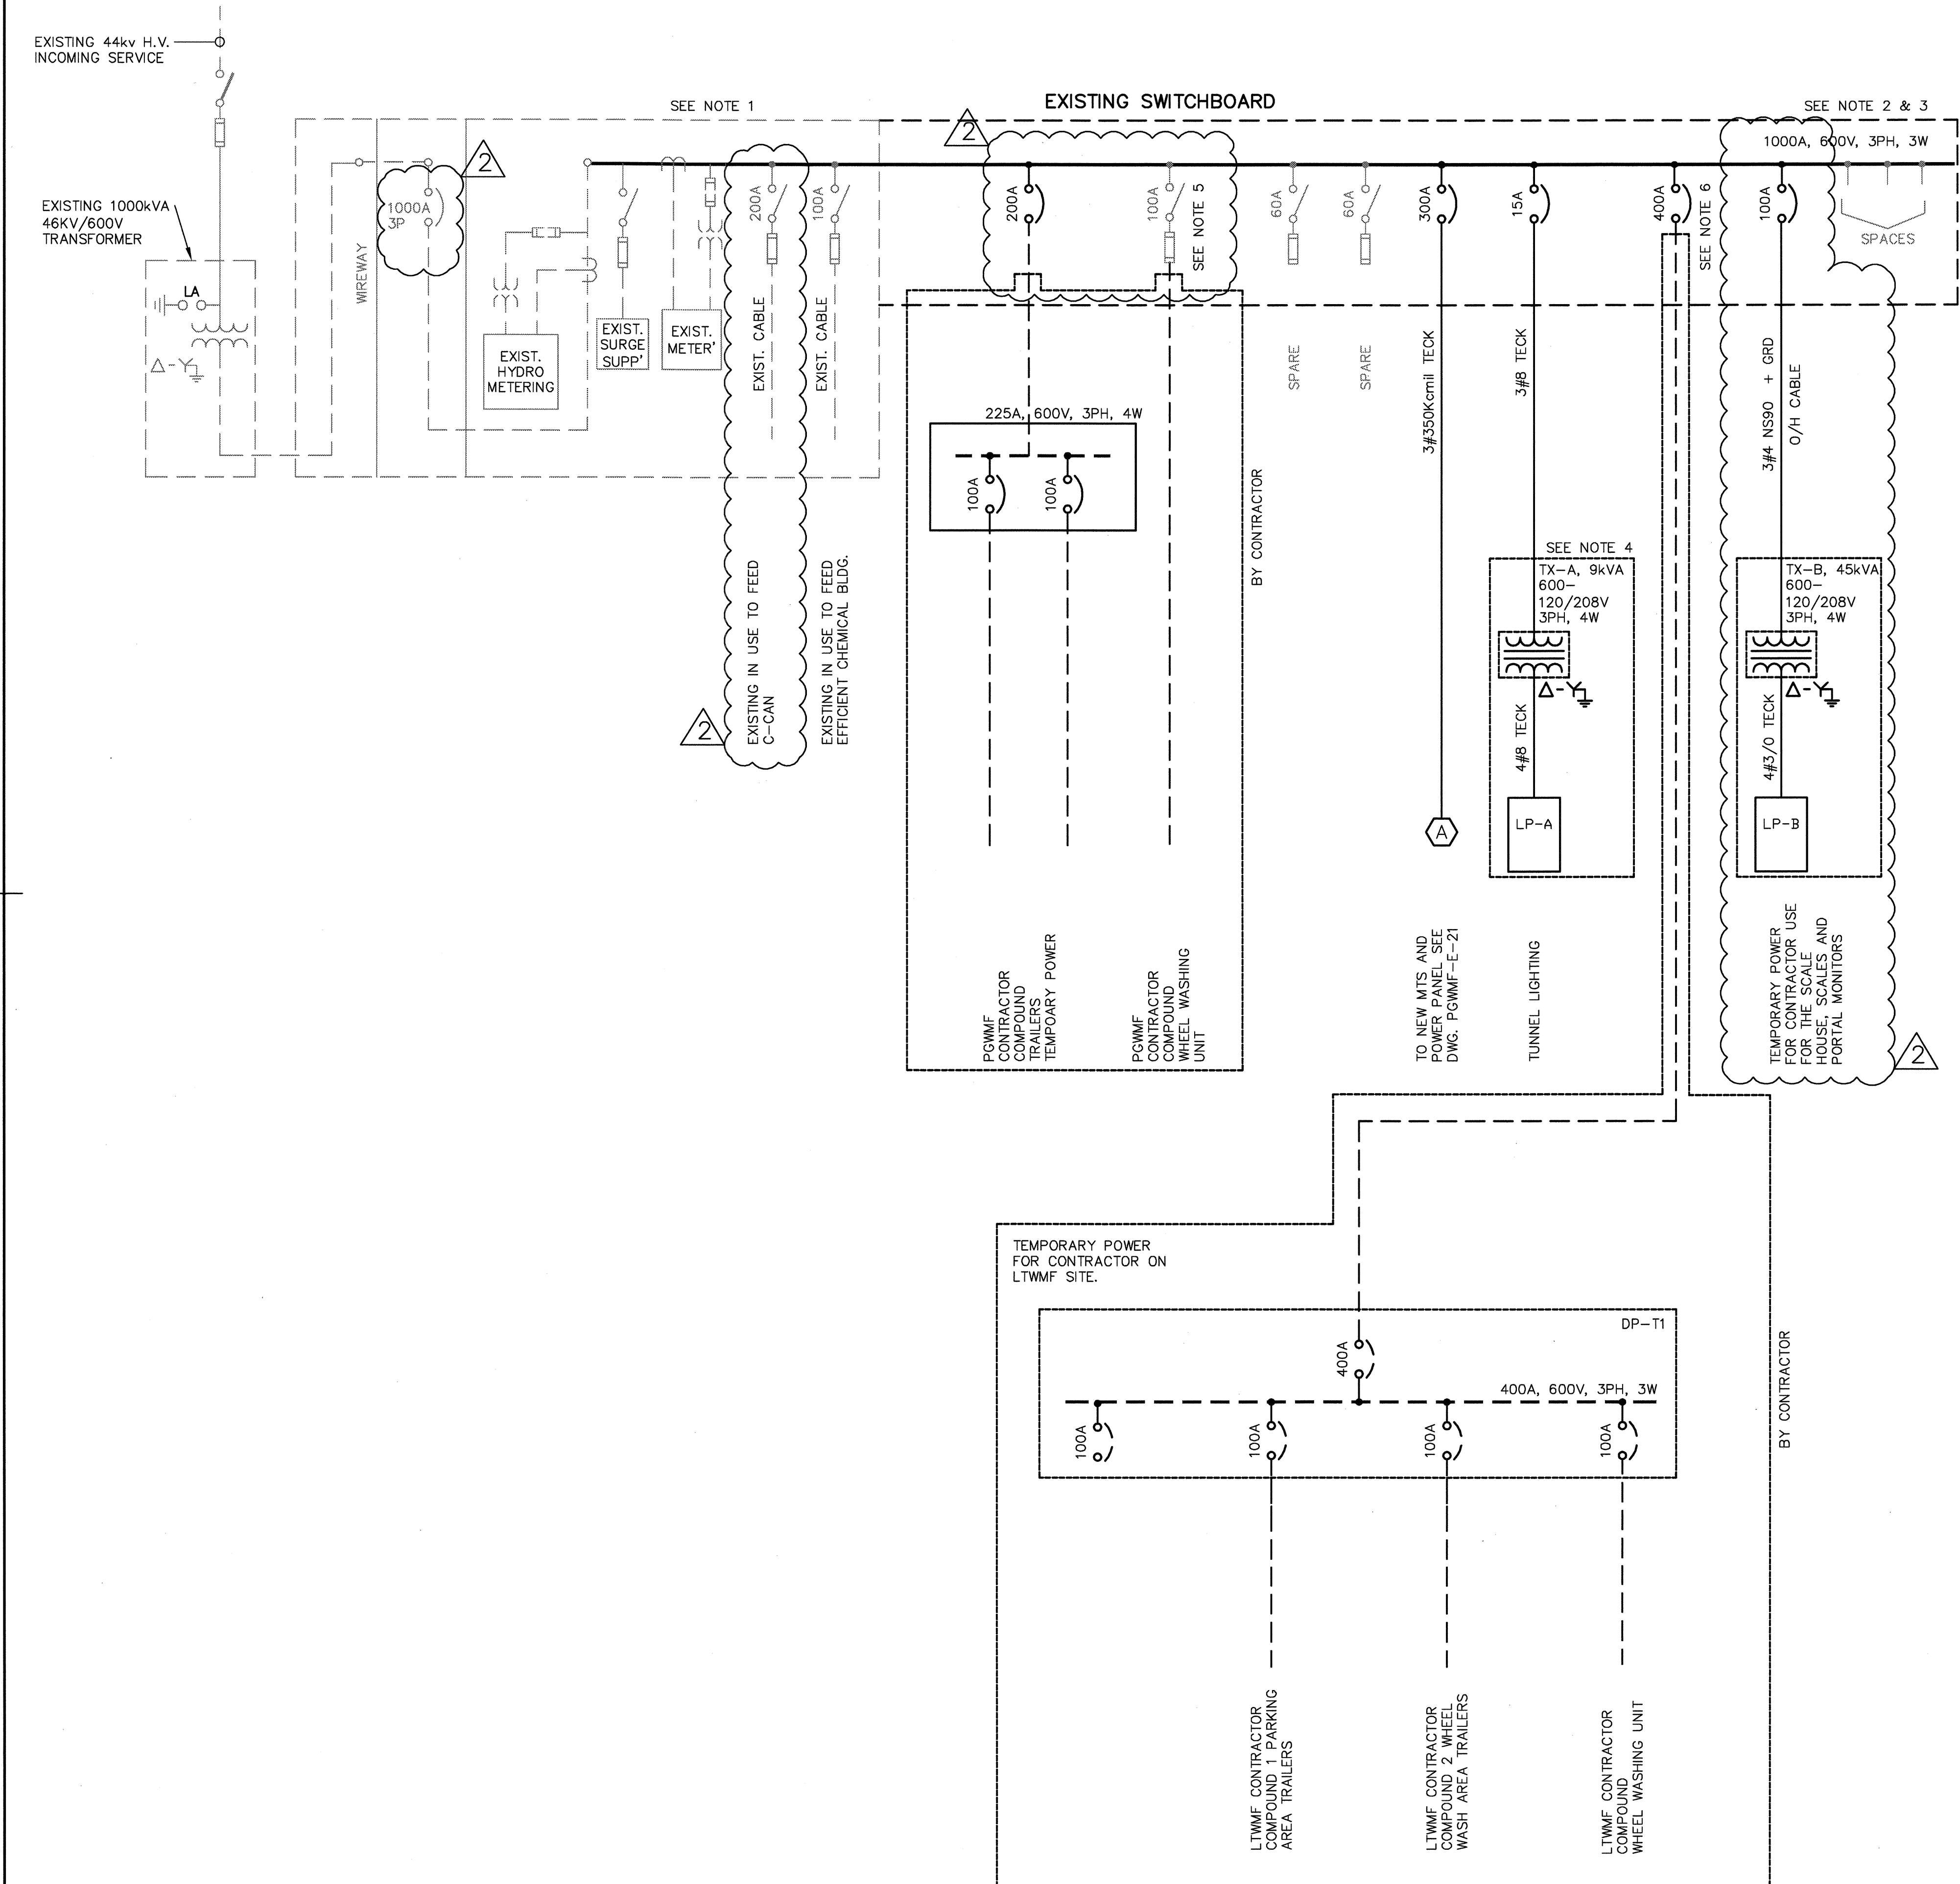 EXISTING 44kv H.V.
INCOMING SERVICE
SEE NOTE 1
EXISTING SWITCHBOARD
SEE NOTE 2 & 3
1000A, 600V, 3PH, 3W
2
2
EXISTING 1000kVA
46KV/600V
TRANSFORMER
LA
WIREWAY
1000A
3P
EXIST.
HYDRO
METERING
EXIST.
SURGE
SUPP'
EXIST.
METER'
200A
100A
EXIST. CABLE
EXIST. CABLE
200A
100A
SEE NOTE 5
60A
60A
300A
15A
400A
SEE NOTE 6
100A
SPACES
SPARE
SPARE
3#350Kcmil TECK
3#8 TECK
3#4 NS90 + GRD
O/H CABLE
225A, 600V, 3PH, 4W
100A
100A
BY CONTRACTOR
EXISTING IN USE TO FEED
C-CAN
EXISTING IN USE TO FEED
EFFICIENT CHEMICAL BLDG.
2
SEE NOTE 4
TX-A, 9kVA
600-
120/208V
3PH, 4W
Δ-Y
4#8 TECK
LP-A
TX-B, 45kVA
600-
120/208V
3PH, 4W
Δ-Y
4#3/0 TECK
LP-B
Δ-Y
A
PGWMF
CONTRACTOR
COMPOUND
TRAILERS
TEMPOARY POWER
PGWMF
CONTRACTOR
COMPOUND
WHEEL WASHING
UNIT
TO NEW MTS AND
POWER PANEL SEE
DWG. PGWMF-E-21
TUNNEL LIGHTING
TEMPORARY POWER
FOR CONTRACTOR USE
FOR THE SCALE
HOUSE, SCALES AND
PORTAL MONITORS
2
TEMPORARY POWER
FOR CONTRACTOR ON
LTWMF SITE.
DP-T1
400A
400A, 600V, 3PH, 3W
100A
100A
100A
100A
BY CONTRACTOR
LTWMF CONTRACTOR
COMPOUND 1 PARKING
AREA TRAILERS
LTWMF CONTRACTOR
COMPOUND 2 WHEEL
WASH AREA TRAILERS
LTWMF CONTRACTOR
COMPOUND
WHEEL WASHING UNIT